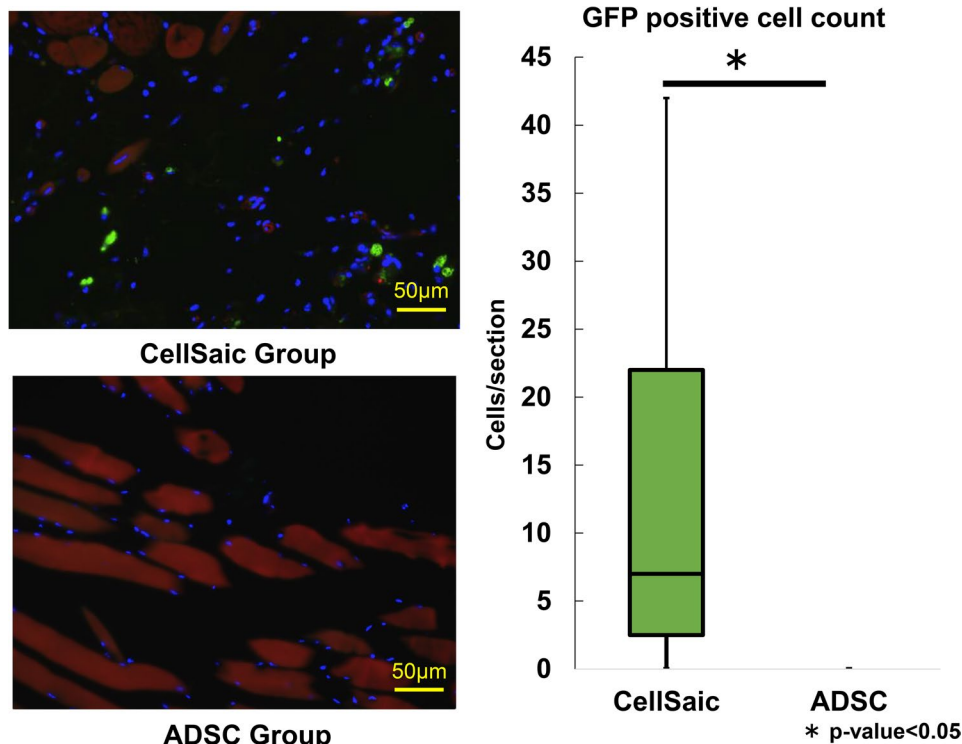 50μm
CellSaic Group
50μm
ADSC Group
GFP positive cell count
*
45
40
35
30
25
20
15
10
5
0
Cells/section
CellSaic ADSC
* p-value<0.05